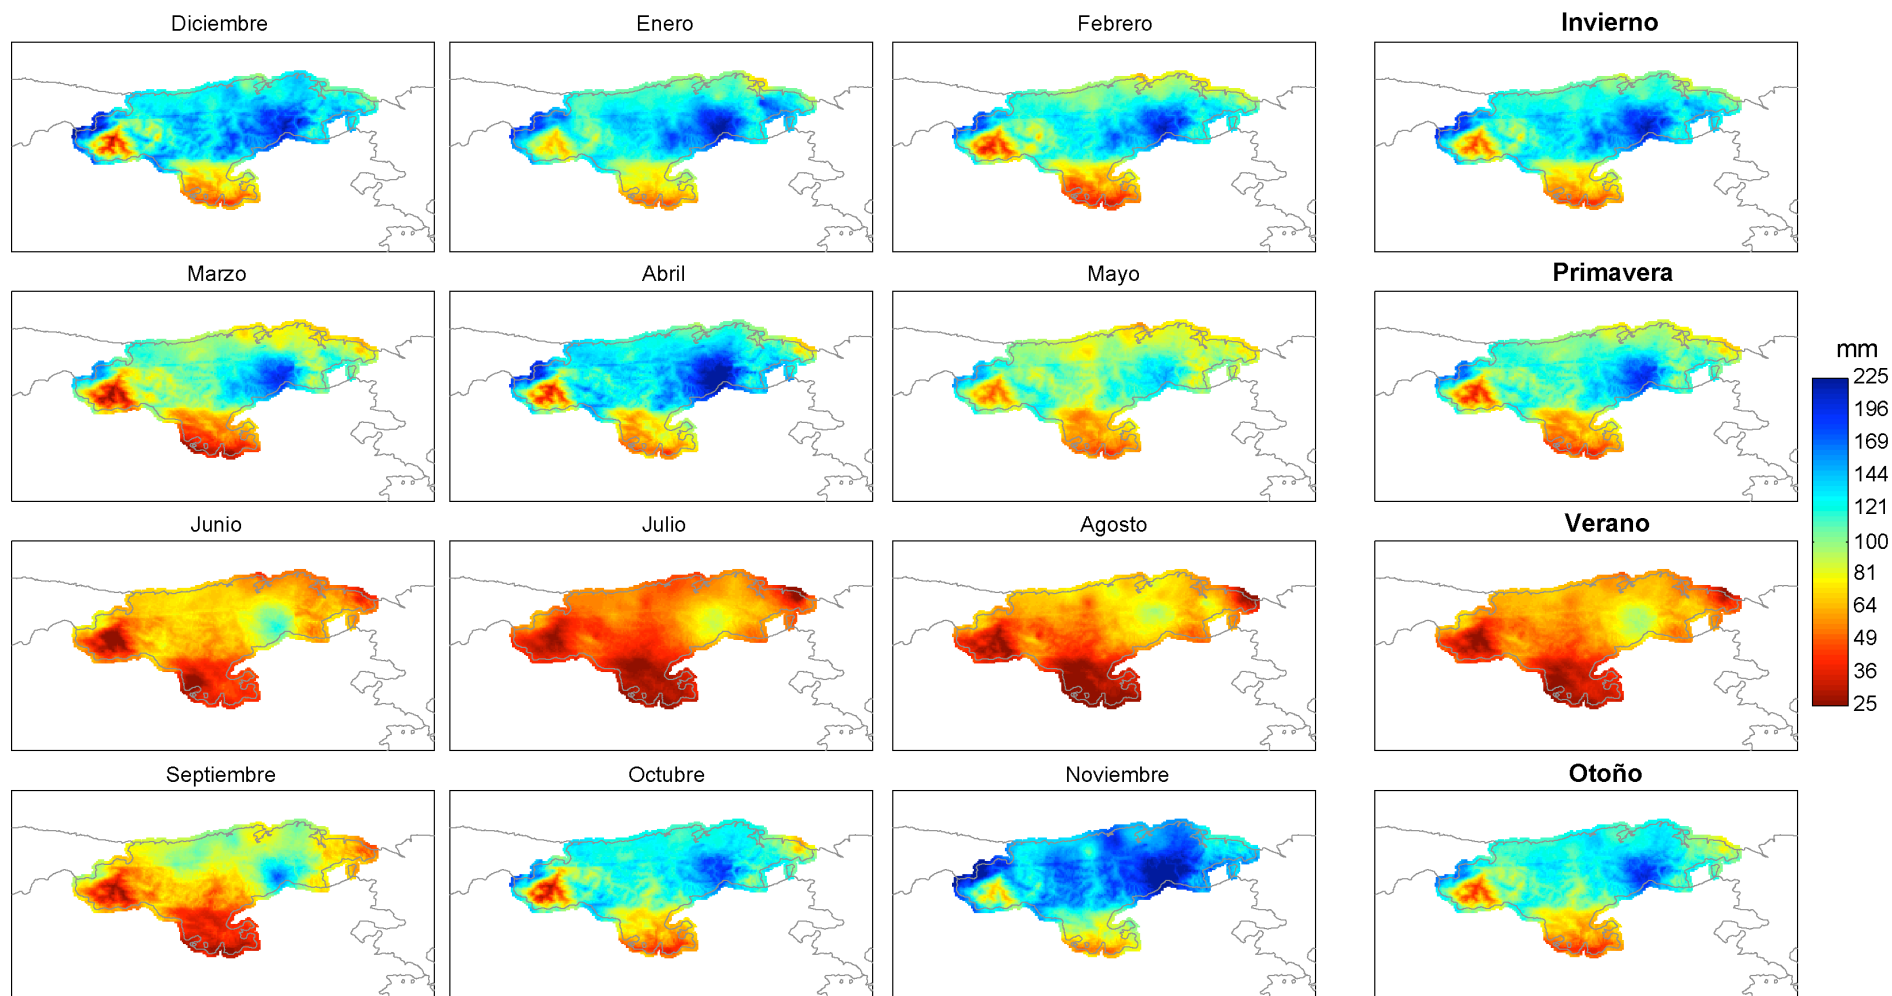 Diciembre
Enero
Febrero
Invierno
Marzo
Abril
Mayo
Primavera
mm
225
196
169
144
121
100
81
64
49
36
25
Junio
Julio
Agosto
Verano
Septiembre
Octubre
Noviembre
Otoño